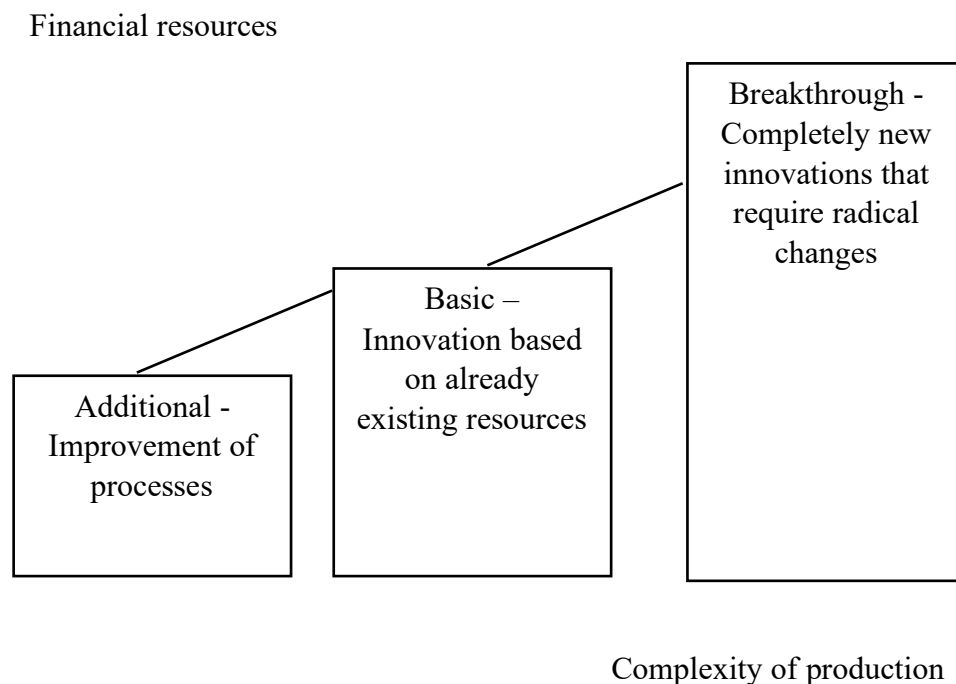 Financial resources
Breakthrough -
Completely new
innovations that
require radical
changes
Basic –
Innovation based
on already
existing resources
Additional -
Improvement of
processes
Complexity of production